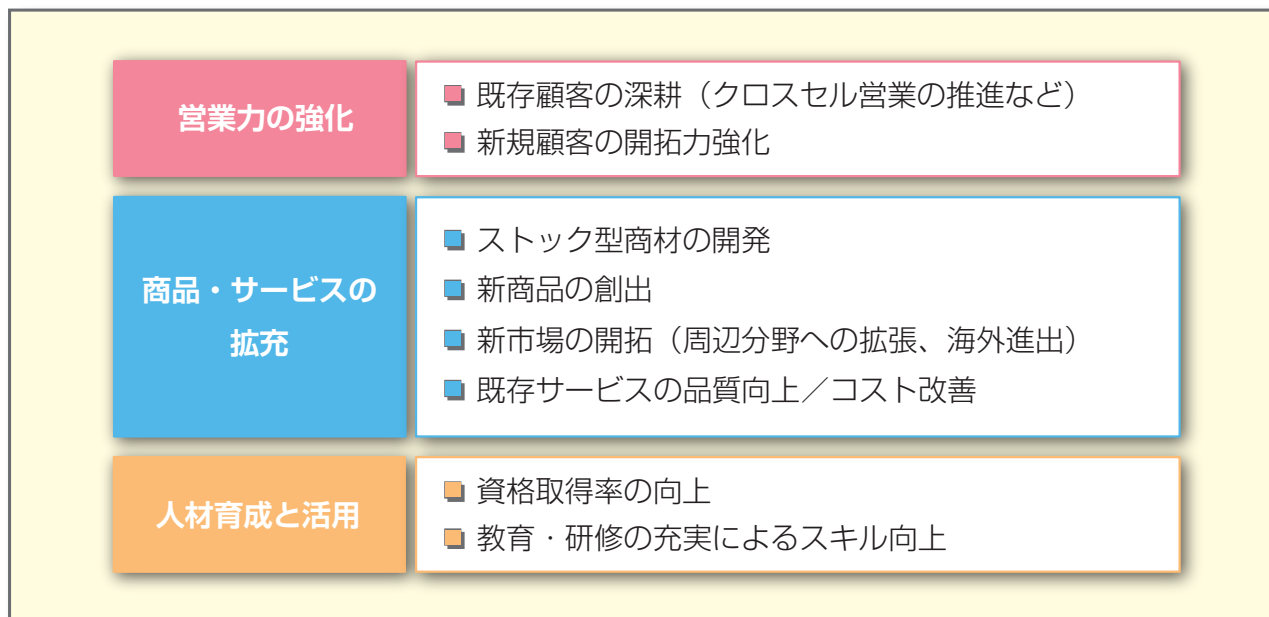 営業力の強化
既存顧客の深耕（クロスセル営業の推進など）
新規顧客の開拓力強化
商品・サービスの
拡充
ストック型商材の開発
新商品の創出
新市場の開拓（周辺分野への拡張、海外進出）
既存サービスの品質向上／コスト改善
人材育成と活用
資格取得率の向上
教育・研修の充実によるスキル向上